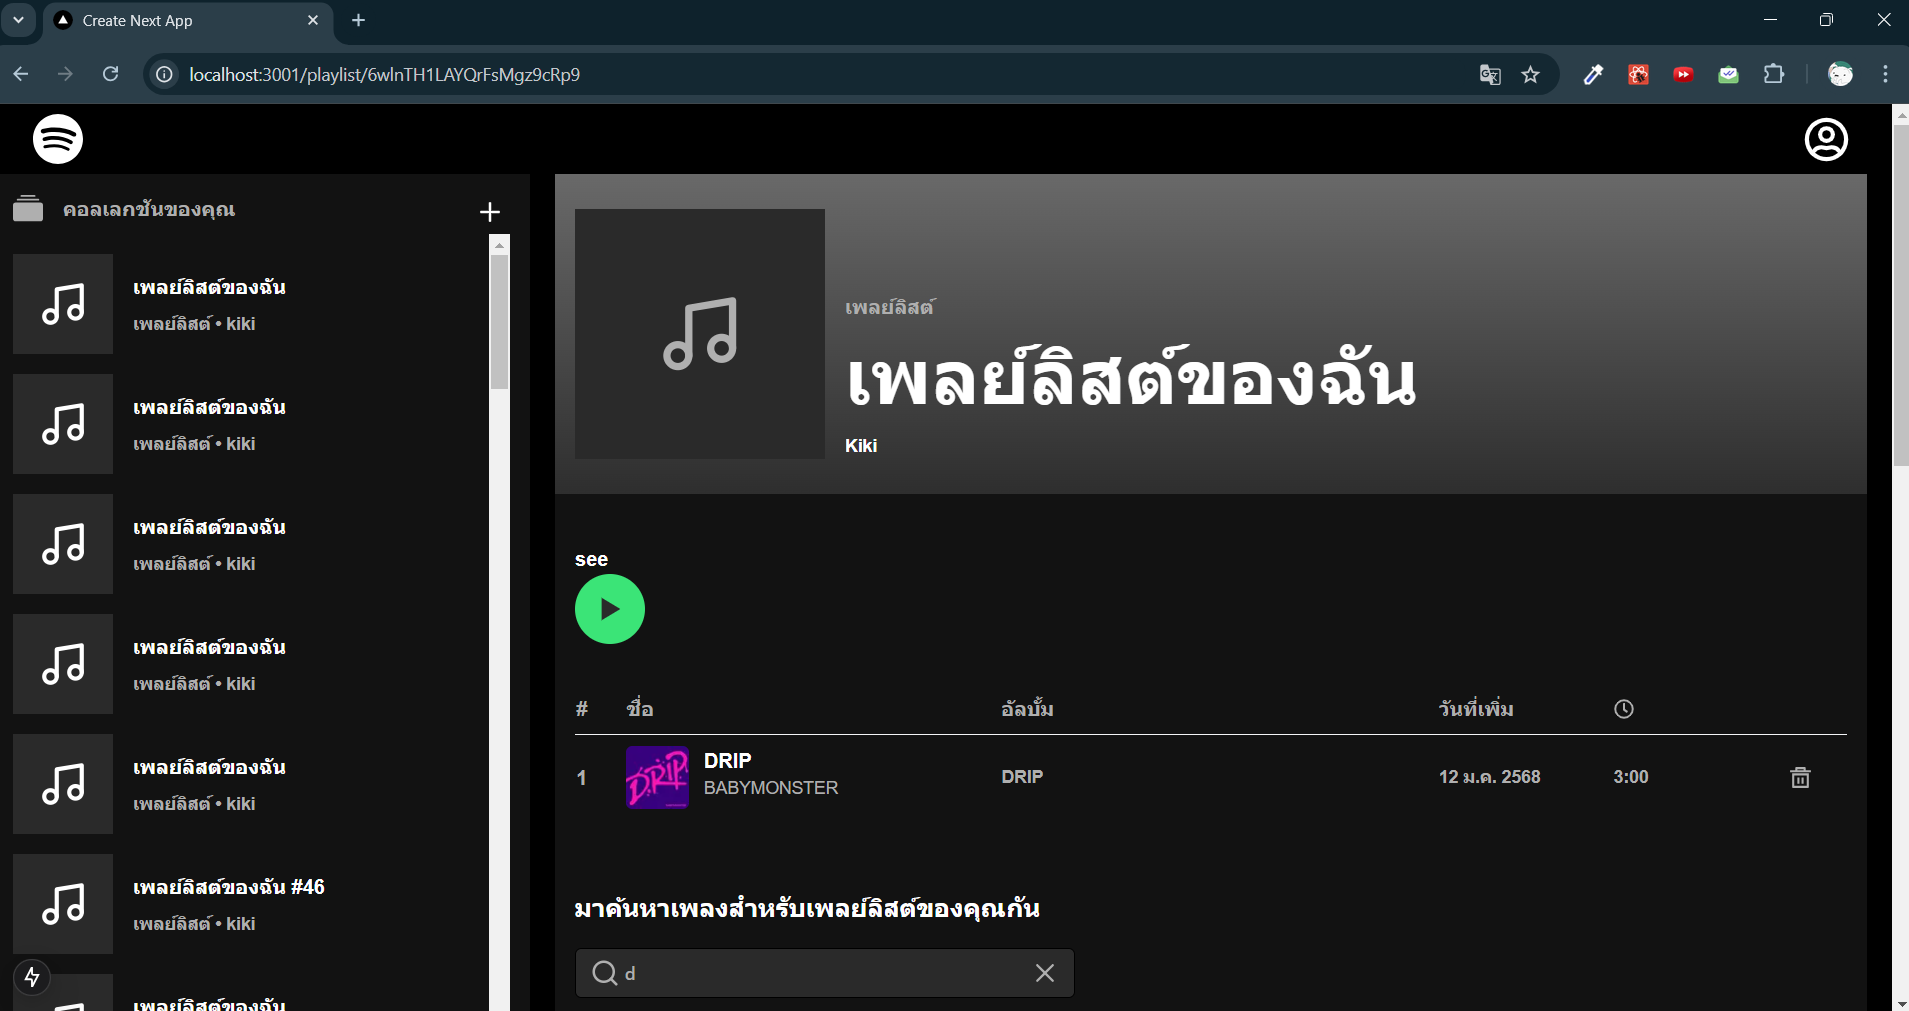 Create Next App
localhost:3001/playlist/6wlnTH1LAYQrFsMgz9cRp9
คอลเลกชันของคุณ
เพลย์ลิสต์ของฉัน
เพลย์ลิสต์ • kiki
เพลย์ลิสต์ของฉัน
เพลย์ลิสต์ • kiki
เพลย์ลิสต์ของฉัน
เพลย์ลิสต์ • kiki
เพลย์ลิสต์ของฉัน
เพลย์ลิสต์ • kiki
เพลย์ลิสต์ของฉัน
เพลย์ลิสต์ • kiki
เพลย์ลิสต์ของฉัน #46
เพลย์ลิสต์ • kiki
เพลย์ลิสต์ของฉัน
เพลย์ลิสต์
เพลย์ลิสต์ของฉัน
Kiki
see
# ชื่อ อัลบั้ม วันที่เพิ่ม
DRIP
1 DRIP DRIP 12 ม.ค. 2568 3:00
BABYMONSTER
มาค้นหาเพลงสำหรับเพลย์ลิสต์ของคุณกัน
d